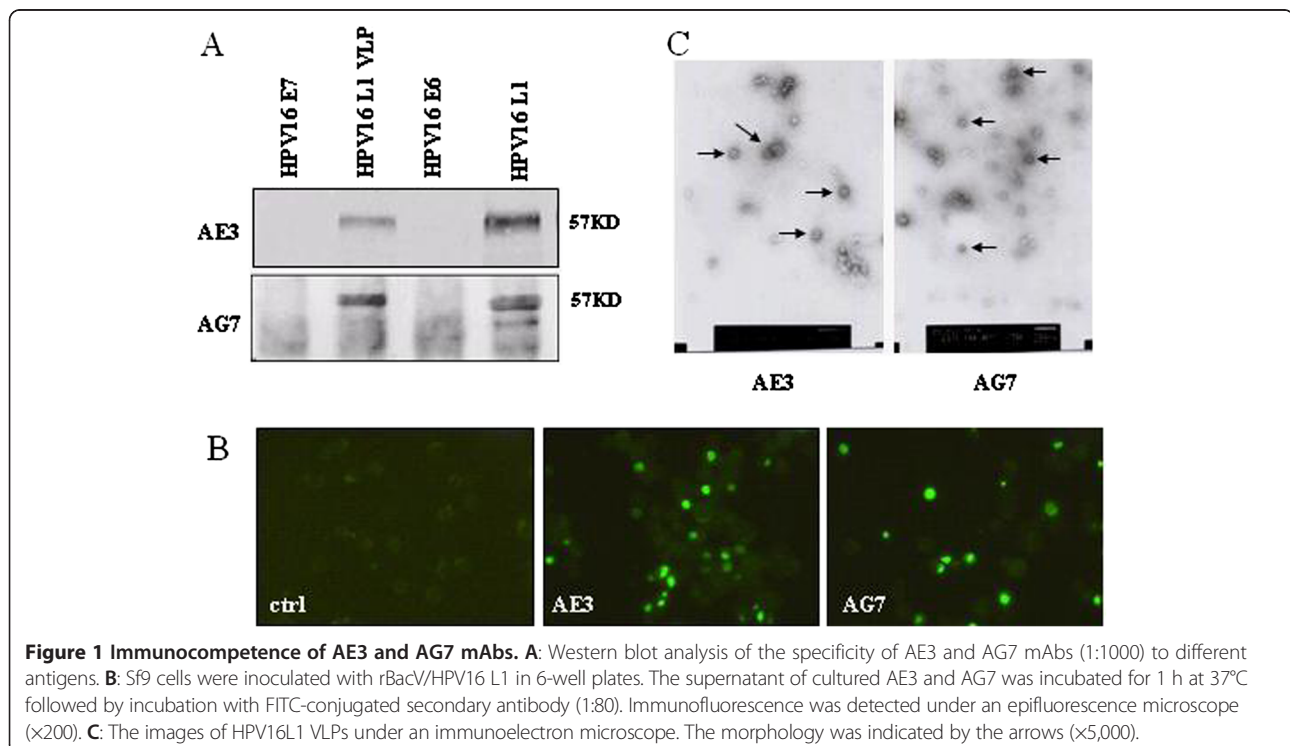 A
C
HPV16 E7
HPV16 L1 VLP
HPV16 E6
HPV16 L1
AE3
57KD
AG7
57KD
AE3
AG7
B
ctrl
AE3
AG7
Figure 1 Immunocompetence of AE3 and AG7 mAbs. A: Western blot analysis of the specificity of AE3 and AG7 mAbs (1:1000) to different
antigens. B: Sf9 cells were inoculated with rBacV/HPV16 L1 in 6-well plates. The supernatant of cultured AE3 and AG7 was incubated for 1 h at 37°C
followed by incubation with FITC-conjugated secondary antibody (1:80). Immunofluorescence was detected under an epifluorescence microscope
(×200). C: The images of HPV16L1 VLPs under an immunoelectron microscope. The morphology was indicated by the arrows (×5,000).